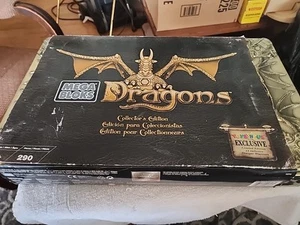 MEGA
BLOKS
Dragons
Collector's Edition
Edición para Coleccionistas
Édition pour Collectionneurs
EXCLUSIVE
290